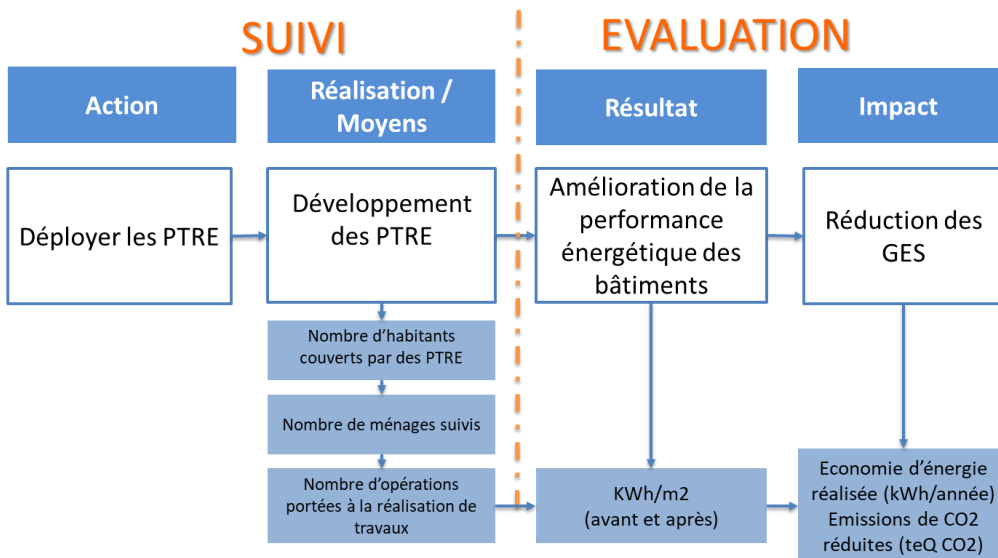 SUIVI
EVALUATION
Action
Réalisation /
Moyens
Résultat
Impact
Déployer les PTRE
Développement
des PTRE
Amélioration de la
performance
énergétique des
bâtiments
Réduction des
GES
Nombre d’habitants
couverts par des PTRE
Nombre de ménages suivis
Nombre d’opérations
portées à la réalisation de
travaux
KWh/m2
(avant et après)
Economie d’énergie
réalisée (kWh/année)
Emissions de CO2
réduites (teQ CO2)